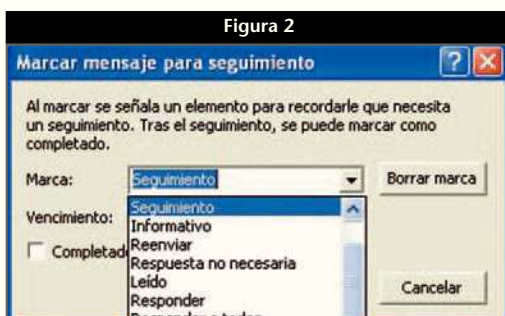 Figura 2
Marcar mensaje para seguimiento
Al marcar se señala un elemento para recordarle que necesita
un seguimiento. Tras el seguimiento, se puede marcar como
completado.
Marca: Seguimiento Borrar marca
Seguimiento
Vencimiento: Informativo
Reenviar
Completad Respuesta no necesaria
Leído
Responder Cancelar
Responder a todos